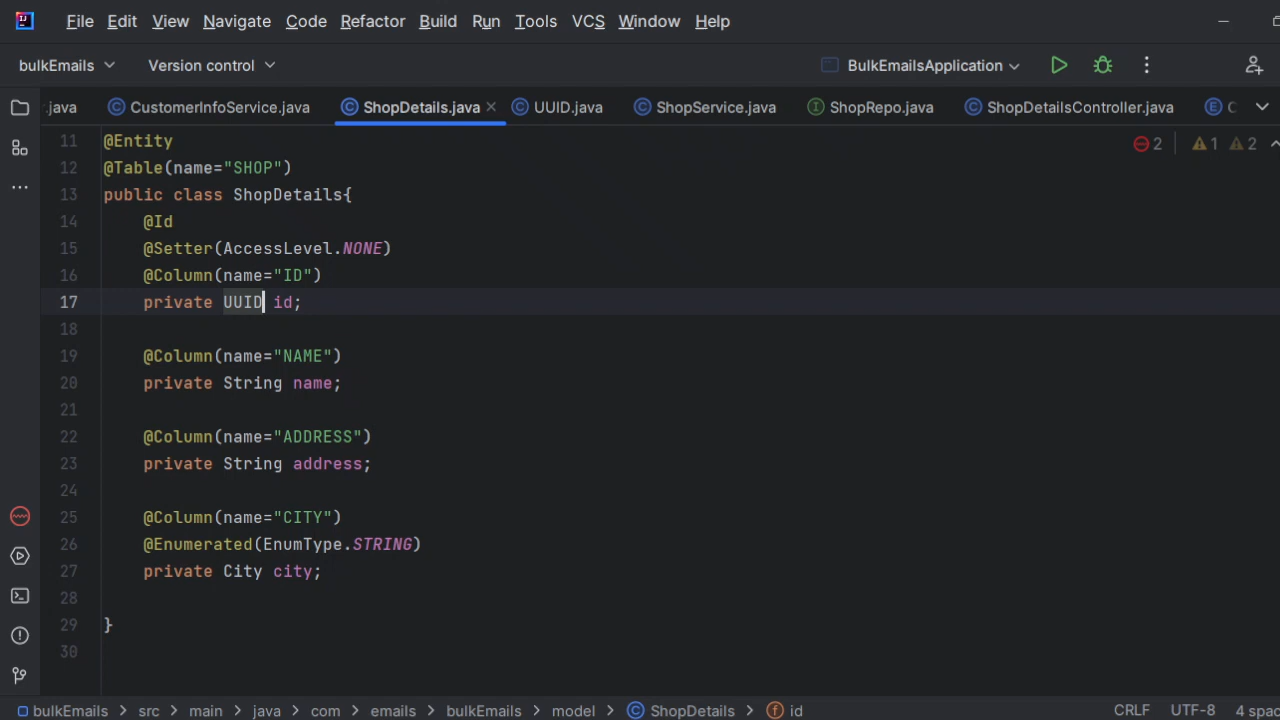 File Edit View Navigate Code Refactor Build Run Tools VCS Window Help
bulkEmails Version control BulkEmailsApplication
.java CustomerInfoService.java ShopDetails.java UUID.java ShopService.java ShopRepo.java ShopDetailsController.java C
11 @Entity
2 1 2
12 @Table(name="SHOP")
13 public class ShopDetails{
14 @Id
15 @Setter(AccessLevel.NONE)
16 @Column(name="ID")
17 private UUID id;
18
19 @Column(name="NAME")
20 private String name;
21
22 @Column(name="ADDRESS")
23 private String address;
24
25 @Column(name="CITY")
26 @Enumerated(EnumType.STRING)
27 private City city;
28
29 }
30
bulkEmails > src > main > java > com > emails > bulkEmails > model > ShopDetails > id CRLF UTF-8 4 spac